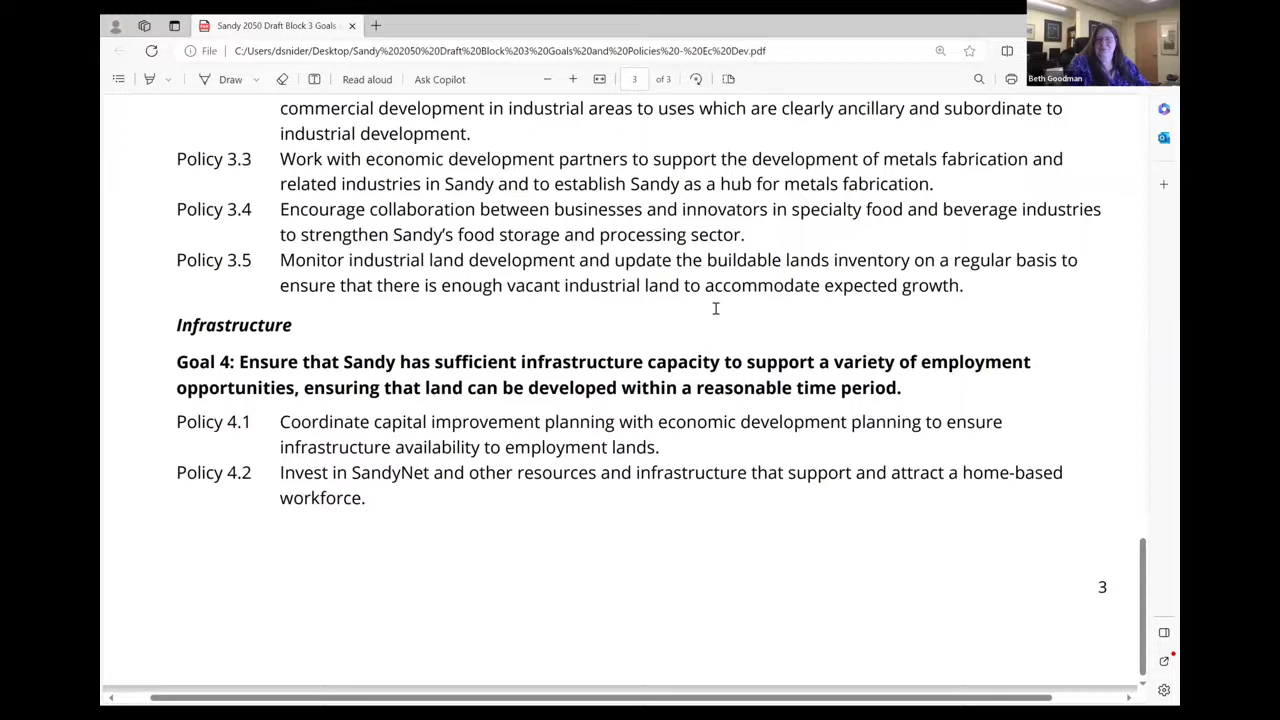 Sandy 2050 Draft Block 3 Goals
File
C:/Users/dsnider/Desktop/Sandy%202050%20Draft%20Block%203%20Goals%20and%20Policies%20-%20Ec%20Dev.pdf
Draw
Read aloud
Ask Copilot
3
of 3
Beth Goodman
commercial development in industrial areas to uses which are clearly ancillary and subordinate to
industrial development.
Policy 3.3 Work with economic development partners to support the development of metals fabrication and
related industries in Sandy and to establish Sandy as a hub for metals fabrication.
Policy 3.4 Encourage collaboration between businesses and innovators in specialty food and beverage industries
to strengthen Sandy's food storage and processing sector.
Policy 3.5 Monitor industrial land development and update the buildable lands inventory on a regular basis to
ensure that there is enough vacant industrial land to accommodate expected growth.
Infrastructure
Goal 4: Ensure that Sandy has sufficient infrastructure capacity to support a variety of employment
opportunities, ensuring that land can be developed within a reasonable time period.
Policy 4.1 Coordinate capital improvement planning with economic development planning to ensure
infrastructure availability to employment lands.
Policy 4.2 Invest in SandyNet and other resources and infrastructure that support and attract a home-based
workforce.
3